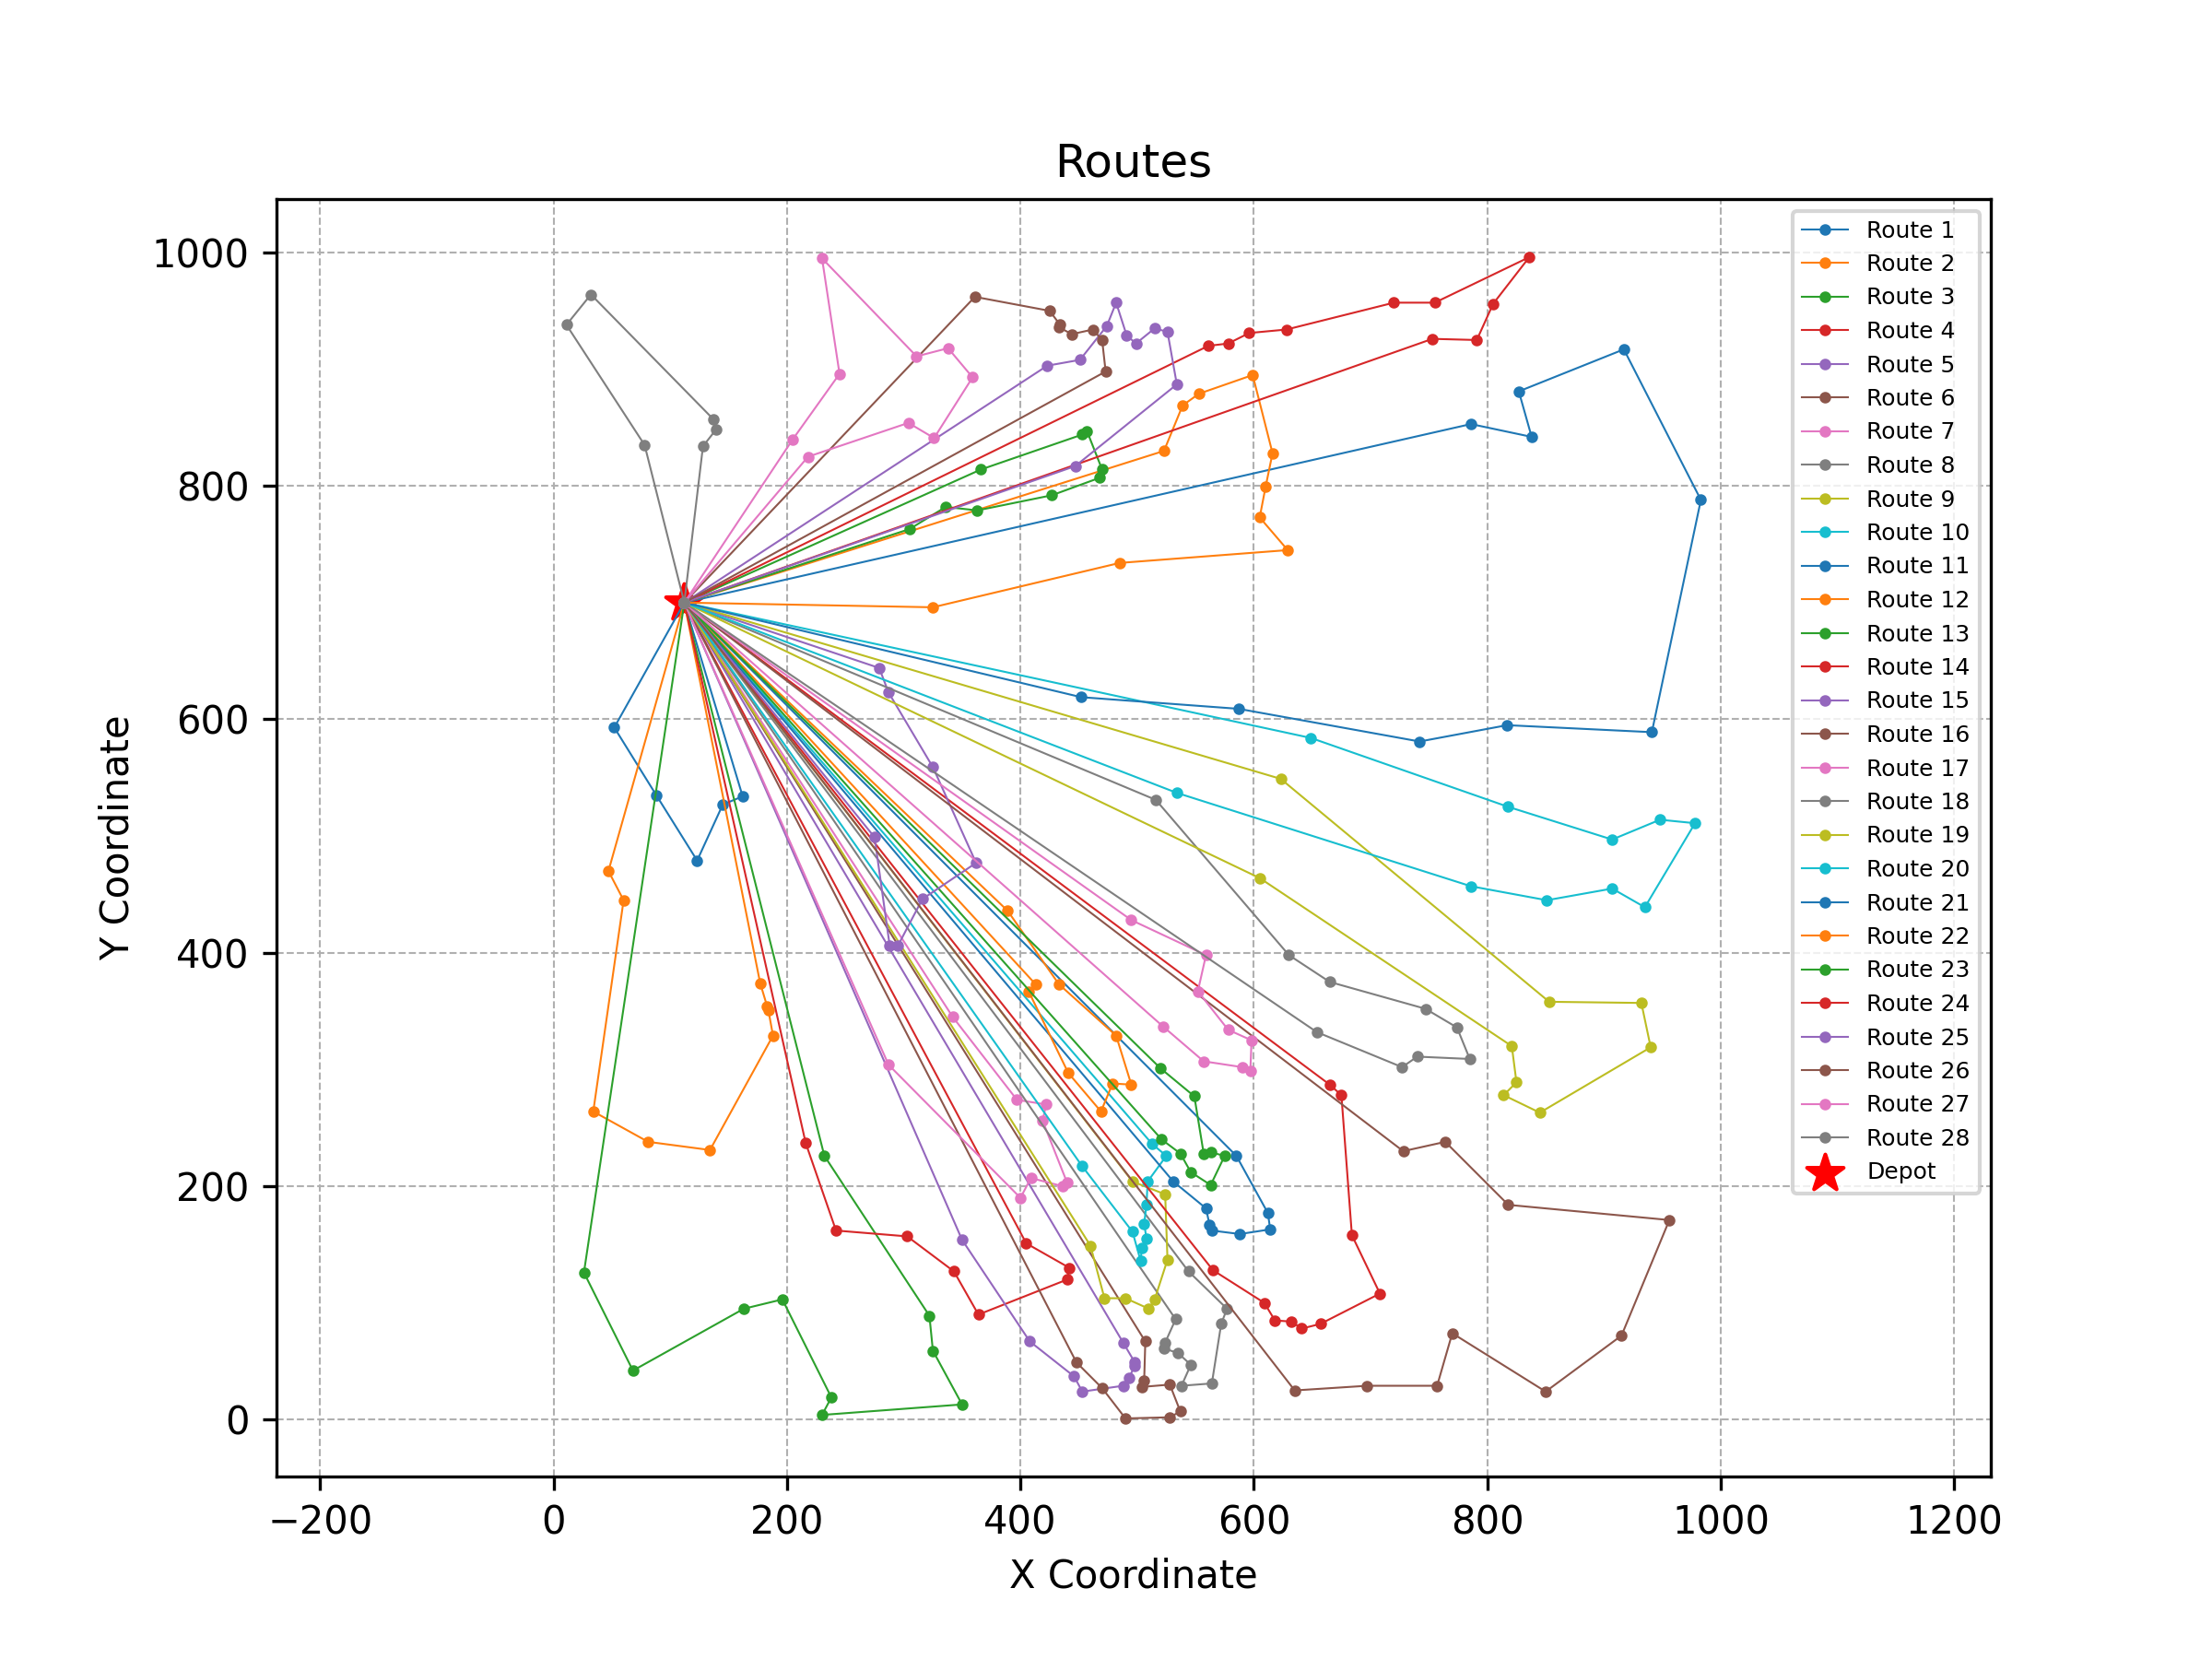 Routes
1000
800
600
400
200
0
Y Coordinate
−200
0
200
400
600
800
1000
1200
X Coordinate
Route 1
Route 2
Route 3
Route 4
Route 5
Route 6
Route 7
Route 8
Route 9
Route 10
Route 11
Route 12
Route 13
Route 14
Route 15
Route 16
Route 17
Route 18
Route 19
Route 20
Route 21
Route 22
Route 23
Route 24
Route 25
Route 26
Route 27
Route 28
Depot